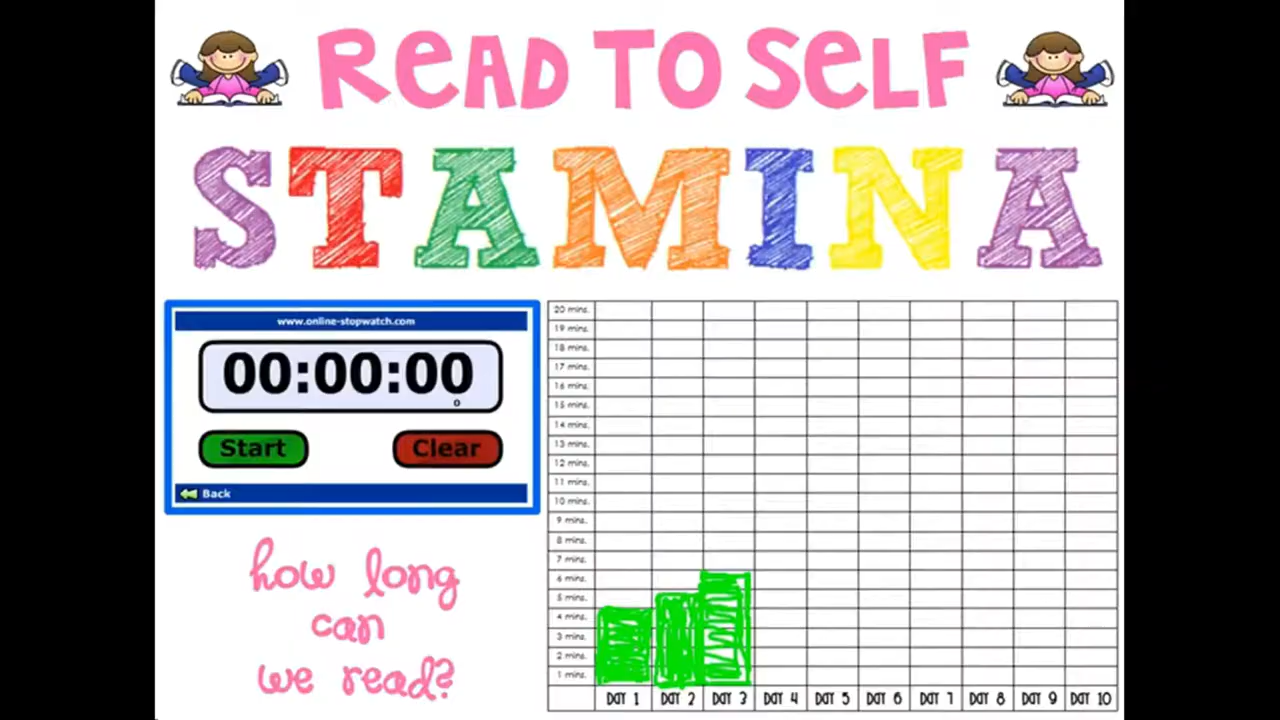 READ TO SELF
STAMINA
www.online-stopwatch.com
00:00:00
0
Start Clear
Back
how long
can
we read?
20 mins.
19 mins.
18 mins.
17 mins.
16 mins.
15 mins.
14 mins.
13 mins.
12 mins.
11 mins.
10 mins.
9 mins.
8 mins.
7 mins.
6 mins.
5 mins.
4 mins.
3 mins.
2 mins.
1 mins.
DAY 1 DAY 2 DAY 3 DAY 4 DAY 5 DAY 6 DAY 7 DAY 8 DAY 9 DAY 10